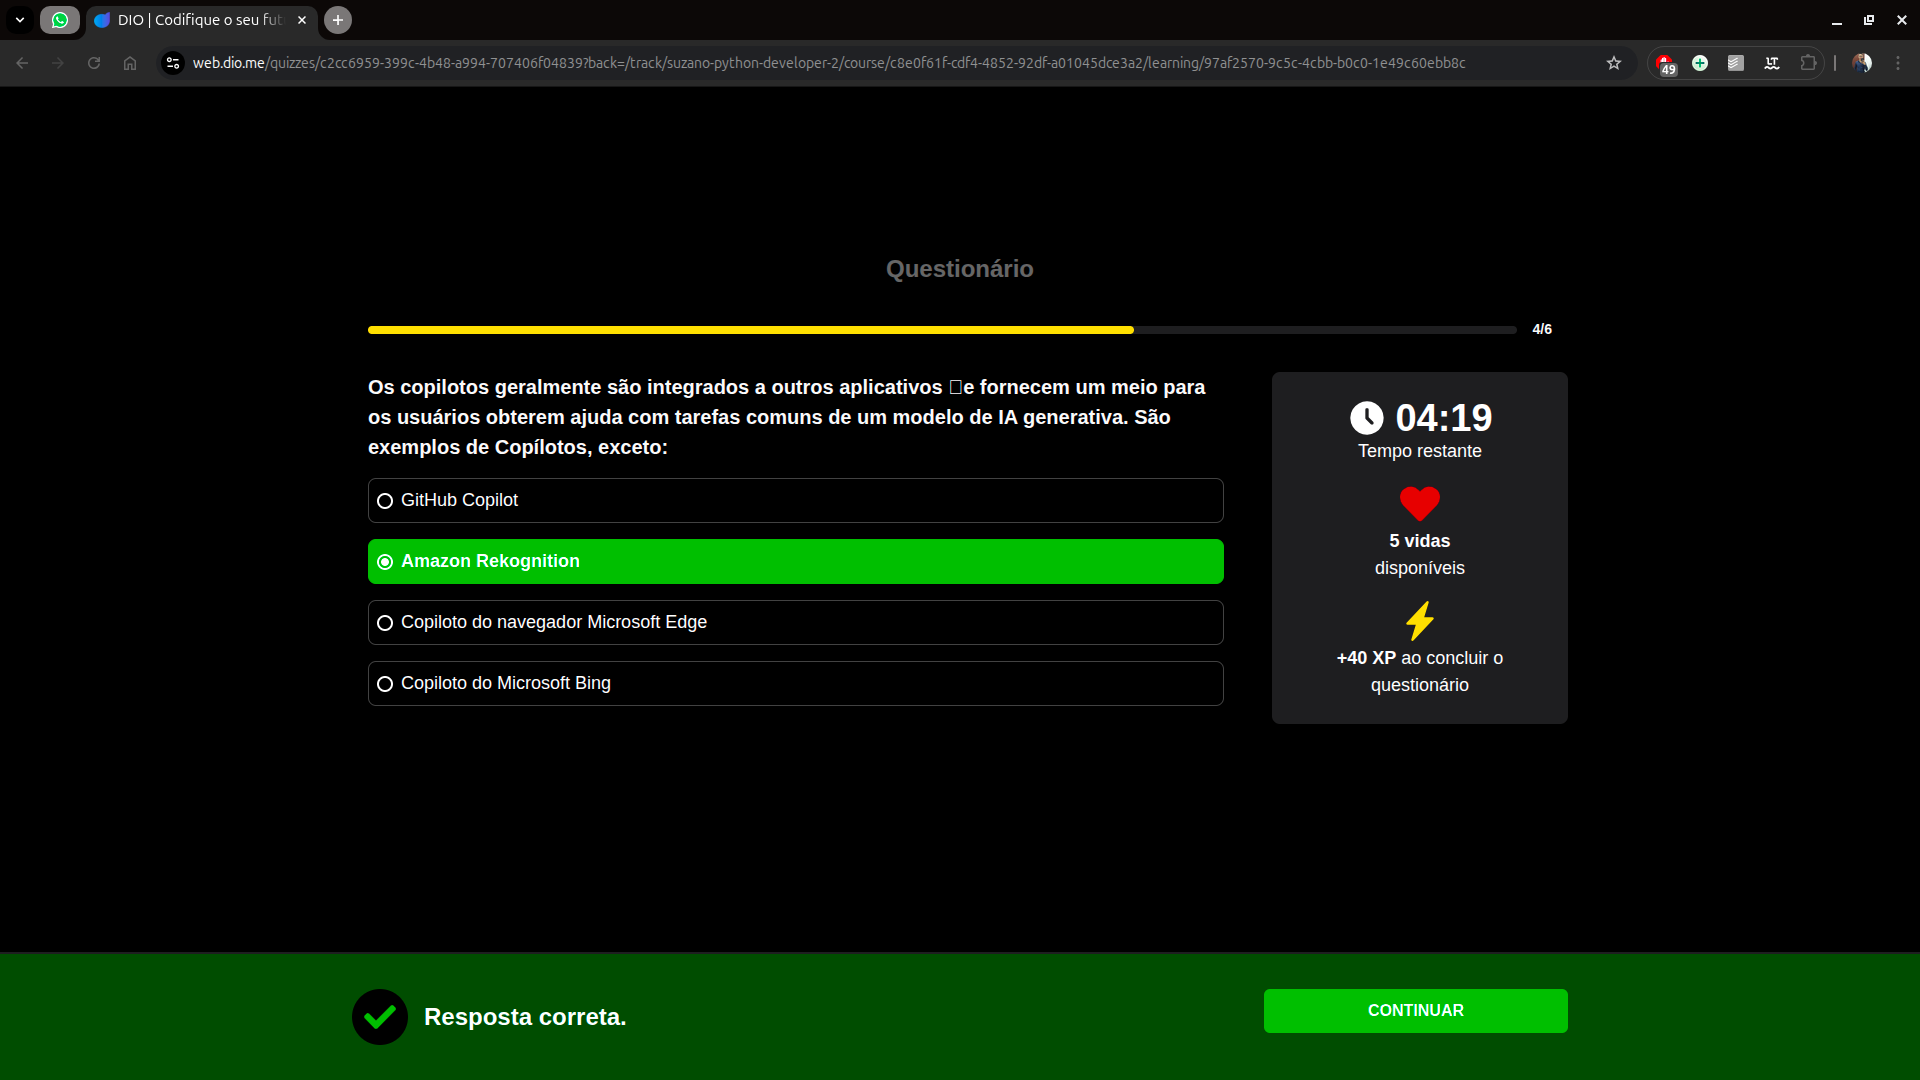 DIO | Codifique o seu fut
web.dio.me/quizzes/c2cc6959-399c-4b48-a994-707406f04839?back=/track/suzano-python-developer-2/course/c8e0f61f-cdf4-4852-92df-a01045dce3a2/learning/97af2570-9c5c-4cbb-b0c0-1e49c60ebb8c
49
LT
Questionário
4/6
Os copilotos geralmente são integrados a outros aplicativos e fornecem um meio para
os usuários obterem ajuda com tarefas comuns de um modelo de IA generativa. São
exemplos de Copílotos, exceto:
GitHub Copilot
Amazon Rekognition
Copiloto do navegador Microsoft Edge
Copiloto do Microsoft Bing
04:19
Tempo restante
5 vidas
disponíveis
+40 XP ao concluir o
questionário
Resposta correta.
CONTINUAR